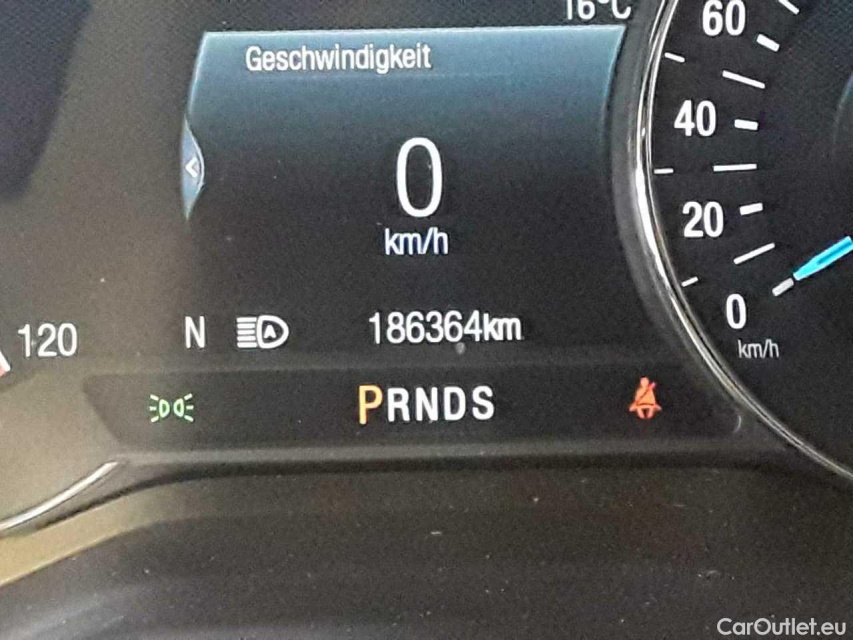 16°C
Geschwindigkeit
0
km/h
60
40
20
0
km/h
120
N
A
186364km
PRNDS
CarOutlet.eu